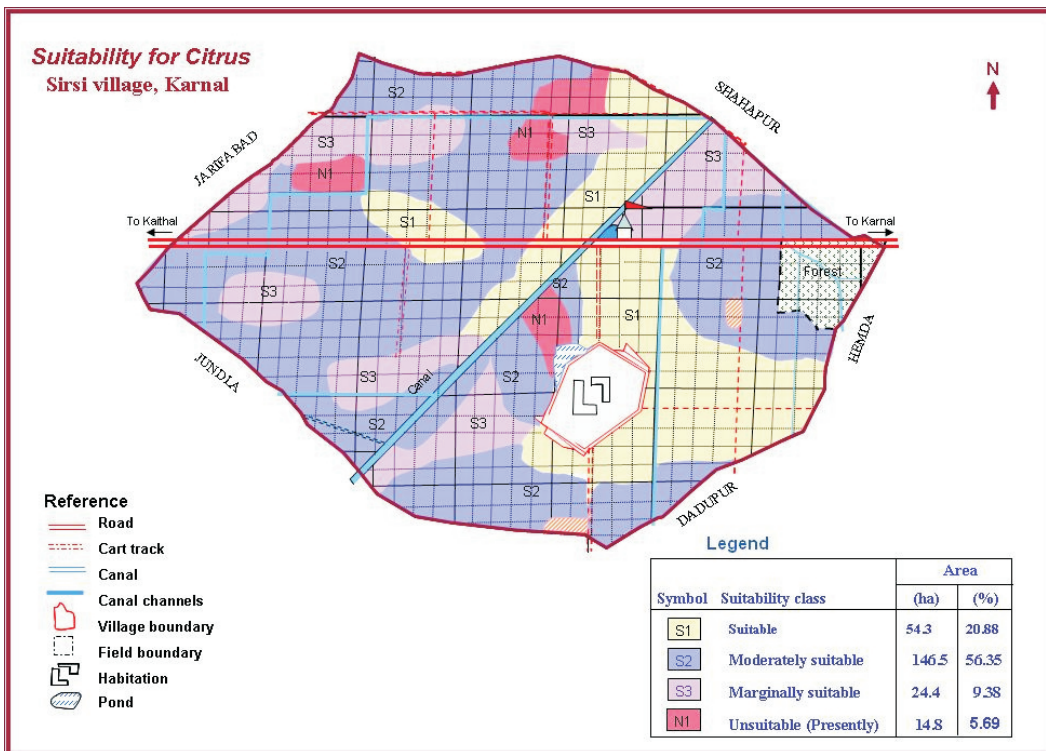 Suitability for Citrus
Sirsi village, Karnal
N
SHAHAPUR
JARIFABAD
S2
N1
S3
S3
S3
N1
S1
S1
To Kaithal
To Karnal
S2
S2
S2
Forest
S3
N1
S1
HEMDA
JUNDLA
S3
Canal
S2
S2
S3
S2
DADUPUR
Reference
Road
Cart track
Canal
Canal channels
Village boundary
Field boundary
Habitation
Pond
Legend
Area
Symbol Suitability class (ha) (%)
S1 Suitable 54.3 20.88
S2 Moderately suitable 146.5 56.35
S3 Marginally suitable 24.4 9.38
N1 Unsuitable (Presently) 14.8 5.69